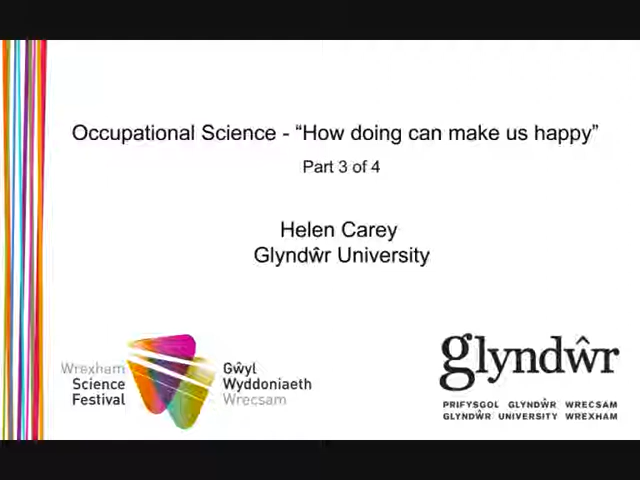 Occupational Science - “How doing can make us happy”
Part 3 of 4
Helen Carey
Glyndŵr University
Wrexham
Science
Festival
Gŵyl
Wyddoniaeth
Wrecsam
glyndŵr
PRIFYSGOL GLYNDŴR WRECSAM
GLYNDŴR UNIVERSITY WREXHAM